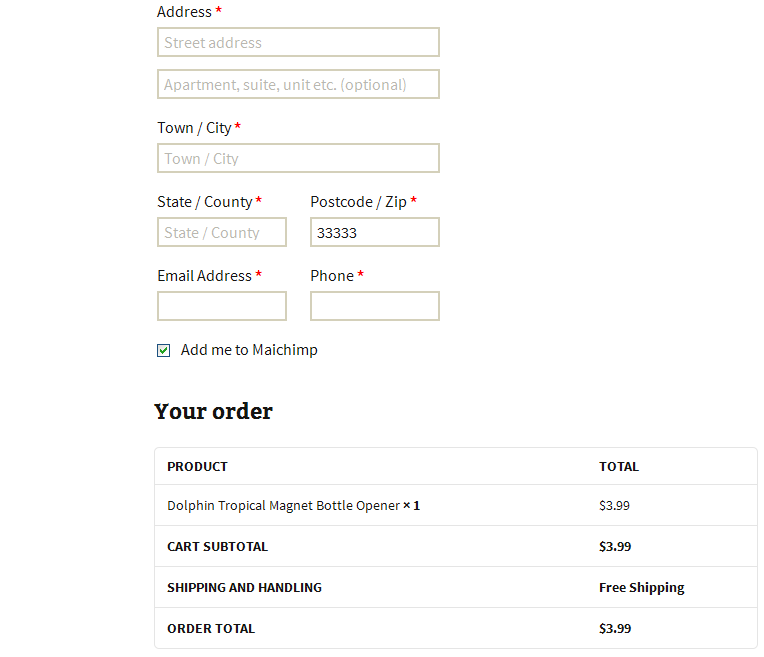 Address *
Street address
Apartment, suite, unit etc. (optional)
Town / City *
Town / City
State / County * Postcode / Zip *
State / County 33333
Email Address * Phone *
Add me to Maichimp
Your order
PRODUCT TOTAL
Dolphin Tropical Magnet Bottle Opener × 1 $3.99
CART SUBTOTAL $3.99
SHIPPING AND HANDLING Free Shipping
ORDER TOTAL $3.99